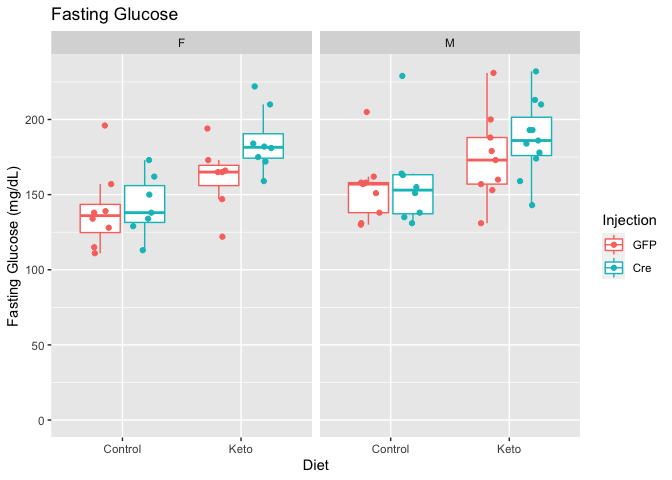 Fasting Glucose
F
M
Fasting Glucose (mg/dL)
200
150
100
50
0
Control
Keto
Control
Keto
Diet
Injection
GFP
Cre